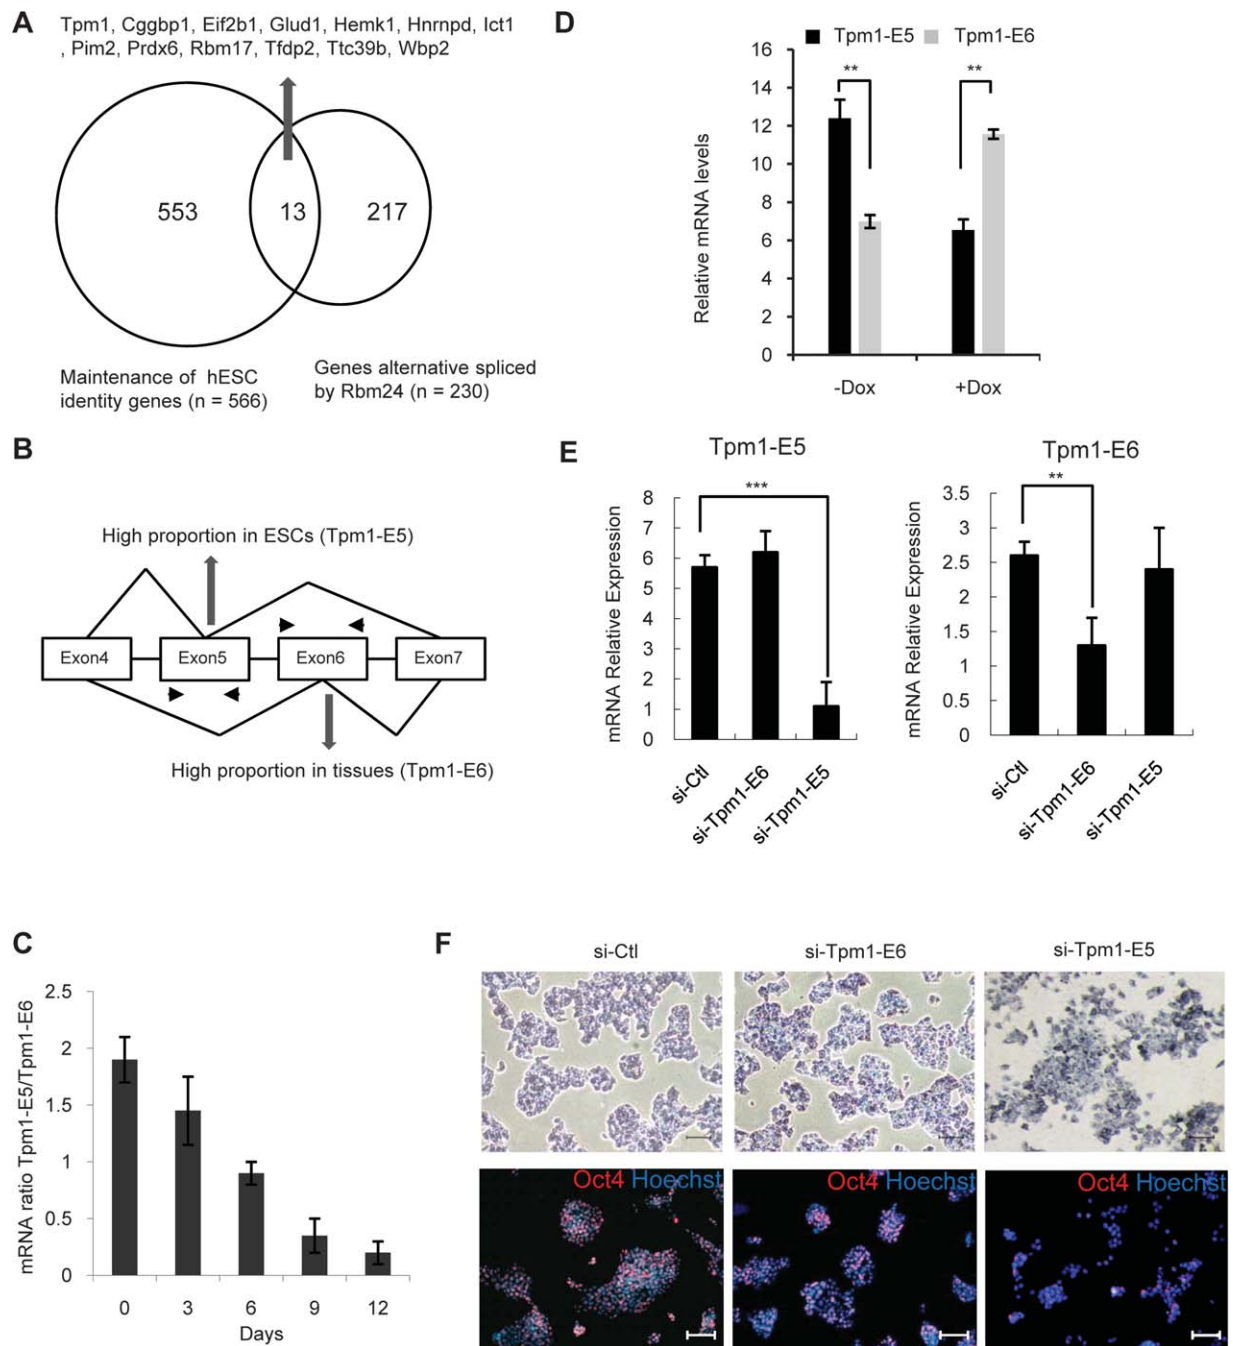 A
Tpm1, Cggbp1, Eif2b1, Glud1, Hemk1, Hnrnpd, Ict1
, Pim2, Prdx6, Rbm17, Tfdp2, Ttc39b, Wbp2
553
13
217
Maintenance of hESC
identity genes (n = 566)
Genes alternative spliced
by Rbm24 (n = 230)
B
High proportion in ESCs (Tpm1-E5)
Exon4
Exon5
Exon6
Exon7
High proportion in tissues (Tpm1-E6)
C
mRNA ratio Tpm1-E5/Tpm1-E6
2.5
2
1.5
1
0.5
0
0
3
6
9
12
Days
D
Tpm1-E5
Tpm1-E6
Relative mRNA levels
16
14
12
10
8
6
4
2
0
**
**
-Dox
+Dox
E
Tpm1-E5
mRNA Relative Expression
8
7
6
5
4
3
2
1
0
***
si-Ctl
si-Tpm1-E6
si-Tpm1-E5
Tpm1-E6
mRNA Relative Expression
3.5
3
2.5
2
1.5
1
0.5
0
**
si-Ctl
si-Tpm1-E6
si-Tpm1-E5
F
si-Ctl
si-Tpm1-E6
si-Tpm1-E5
Oct4 Hoechst
Oct4 Hoechst
Oct4 Hoechst